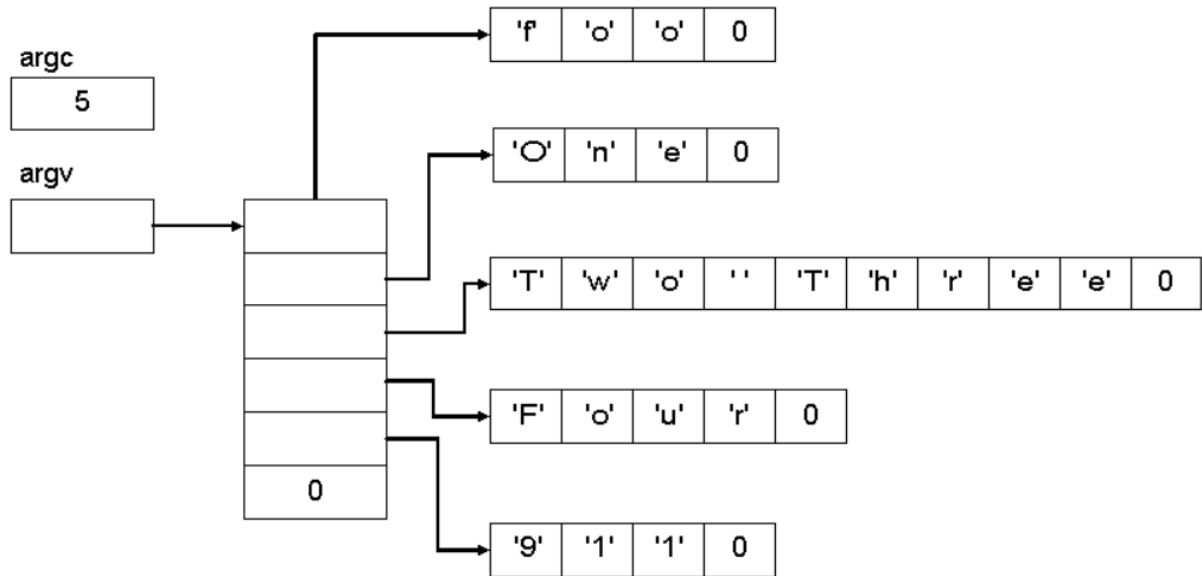 'f' 'o' 'o' 0
argc
5
'O' 'n' 'e' 0
argv
'T' 'w' 'o' ' ' 'T' 'h' 'r' 'e' 'e' 0
'F' 'o' 'u' 'r' 0
0
'9' '1' '1' 0